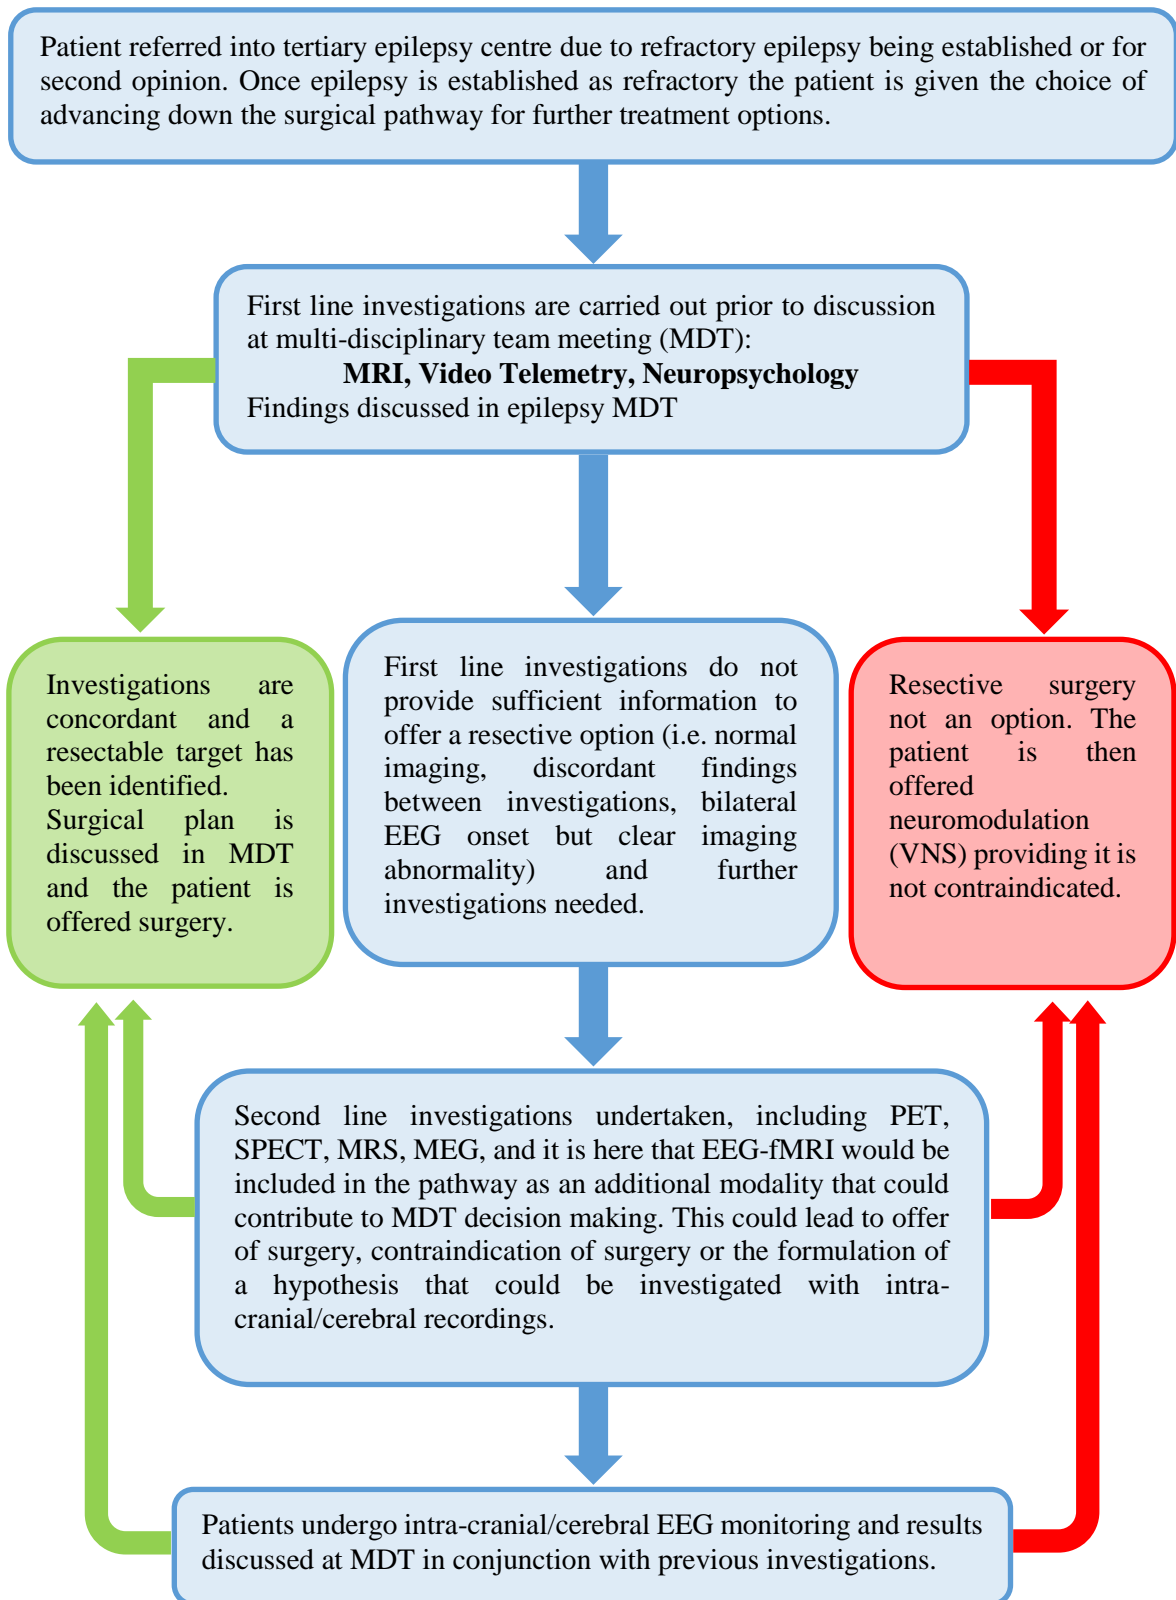 Patient referred into tertiary epilepsy centre due to refractory epilepsy being established or for
second opinion. Once epilepsy is established as refractory the patient is given the choice of
advancing down the surgical pathway for further treatment options.
First line investigations are carried out prior to discussion
at multi-disciplinary team meeting (MDT):
MRI, Video Telemetry, Neuropsychology
Findings discussed in epilepsy MDT
Investigations are
concordant and a
resectable target has
been identified.
Surgical plan is
discussed in MDT
and the patient is
offered surgery.
First line investigations do not
provide sufficient information to
offer a resective option (i.e. normal
imaging, discordant findings
between investigations, bilateral
EEG onset but clear imaging
abnormality) and further
investigations needed.
Resective surgery
not an option. The
patient is then
offered
neuromodulation
(VNS) providing it is
not contraindicated.
Second line investigations undertaken, including PET,
SPECT, MRS, MEG, and it is here that EEG-fMRI would be
included in the pathway as an additional modality that could
contribute to MDT decision making. This could lead to offer
of surgery, contraindication of surgery or the formulation of
a hypothesis that could be investigated with intra-
cranial/cerebral recordings.
Patients undergo intra-cranial/cerebral EEG monitoring and results
discussed at MDT in conjunction with previous investigations.